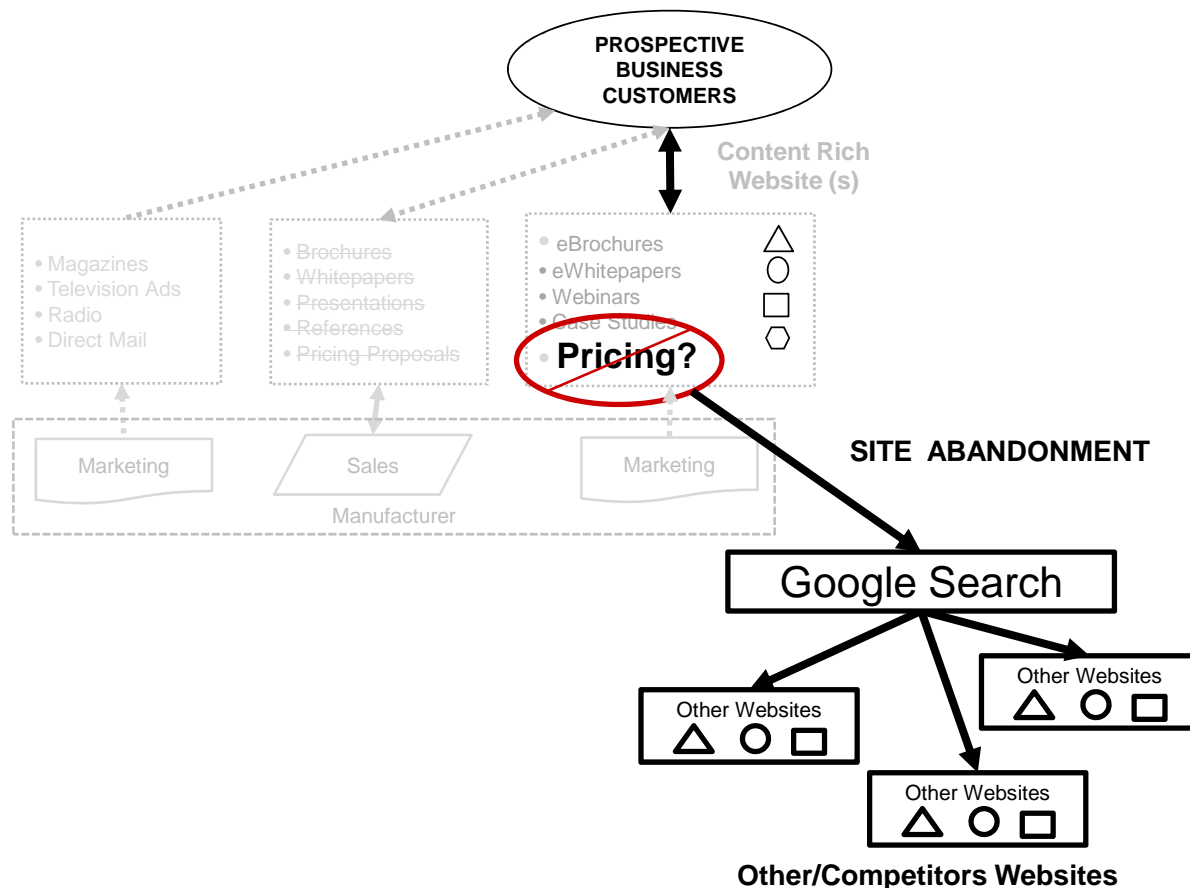 PROSPECTIVE
BUSINESS
CUSTOMERS
Content Rich
Website (s)
• Magazines
• Television Ads
• Radio
• Direct Mail
• Brochures
• Whitepapers
• Presentations
• References
• Pricing Proposals
• eBrochures
• eWhitepapers
• Webinars
• Case Studies
• Pricing?
Marketing
Sales
Marketing
Manufacturer
SITE ABANDONMENT
Google Search
Other Websites
Other Websites
Other Websites
Other/Competitors Websites